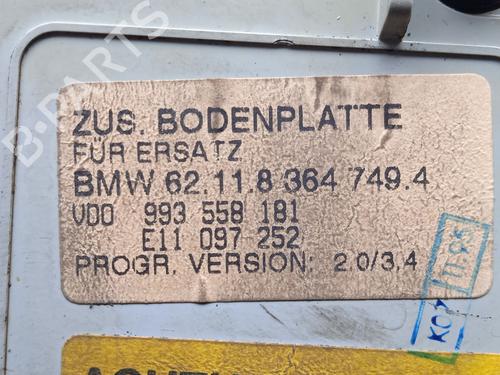 ZUS. BODENPLATTE
FÜR ERSATZ
BMW 62.11.8 364 749.4
VDO 993 558 181
E11 097 252
PROGR. VERSION: 2.0/3,4
B-PARTS